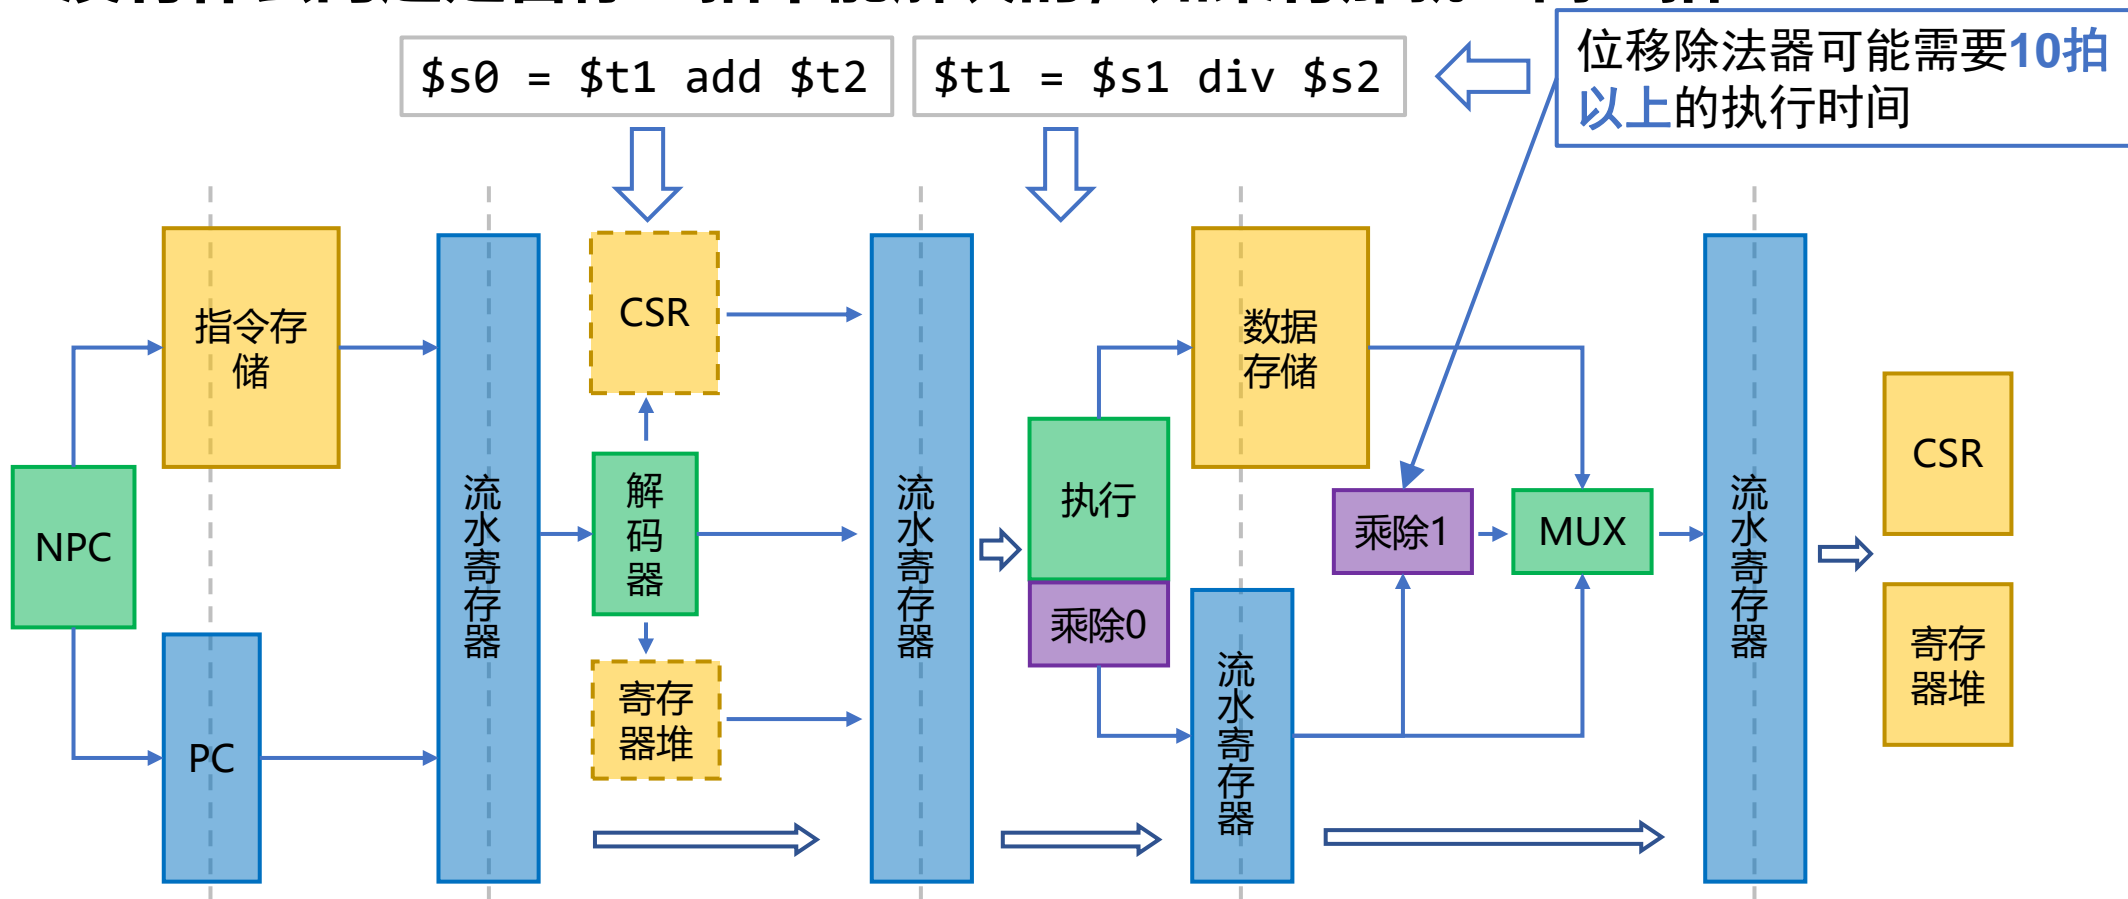 $s0 = $t1 add $t2
$t1 = $s1 div $s2
位移除法器可能需要10拍
以上的执行时间
指令存
储
CSR
数据
存储
NPC
流水寄存器
解码器
流水寄存器
执行
乘除0
乘除1
MUX
流水寄存器
CSR
PC
寄存
器堆
流水寄存器
寄存
器堆